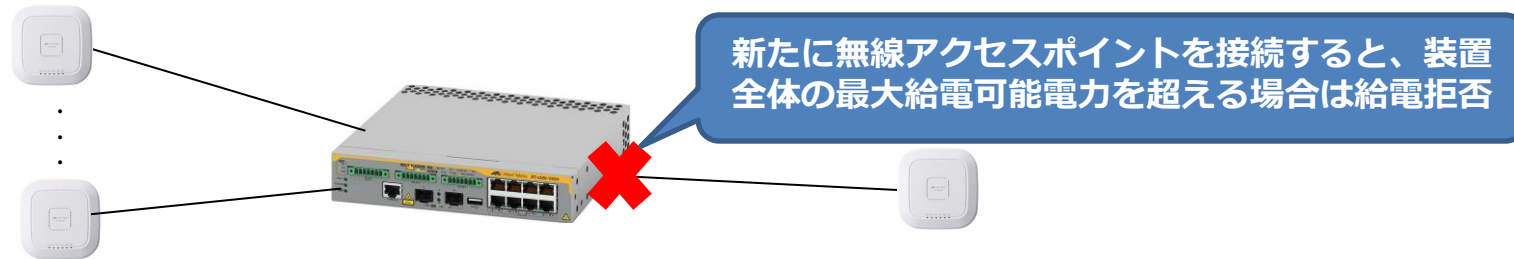 新たに無線アクセスポイントを接続すると、装置
全体の最大給電可能電力を超える場合は給電拒否